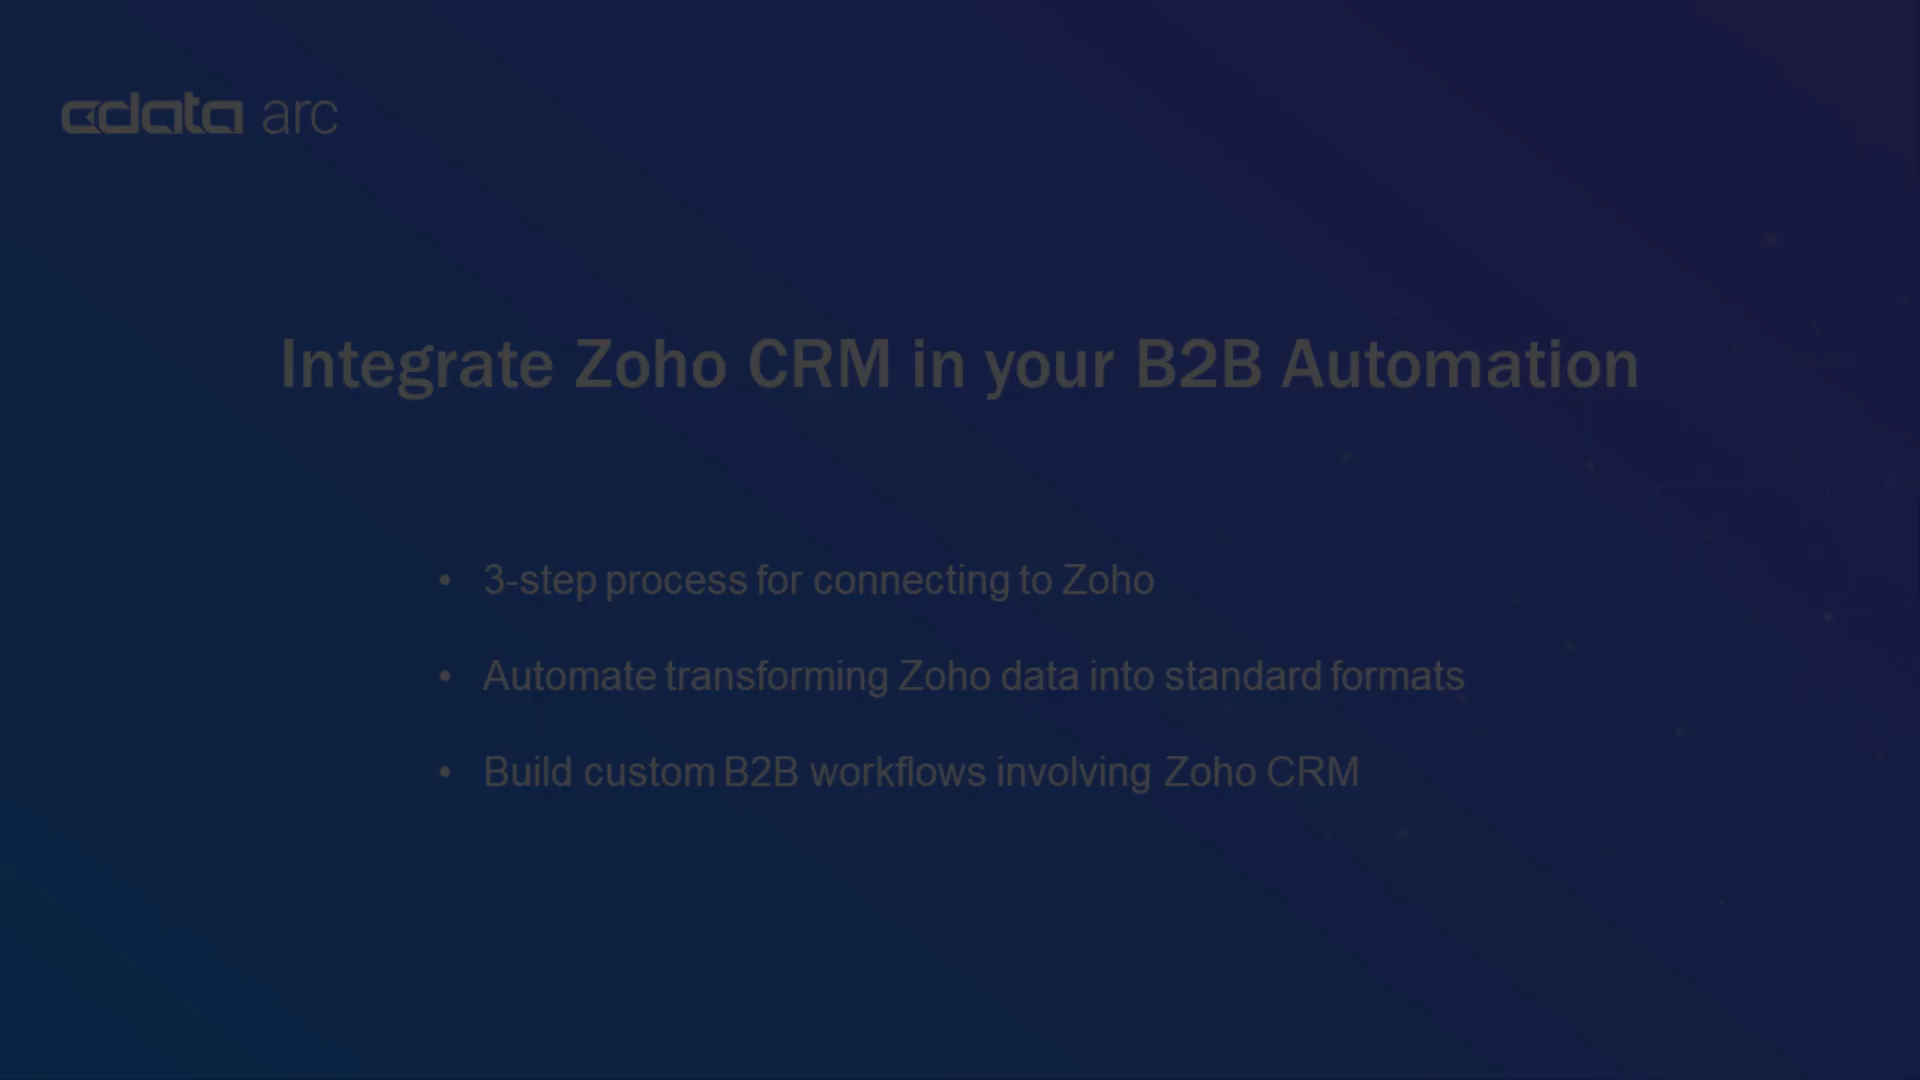 cdata arc
Integrate Zoho CRM in your B2B Automation
• 3-step process for connecting to Zoho
• Automate transforming Zoho data into standard formats
• Build custom B2B workflows involving Zoho CRM